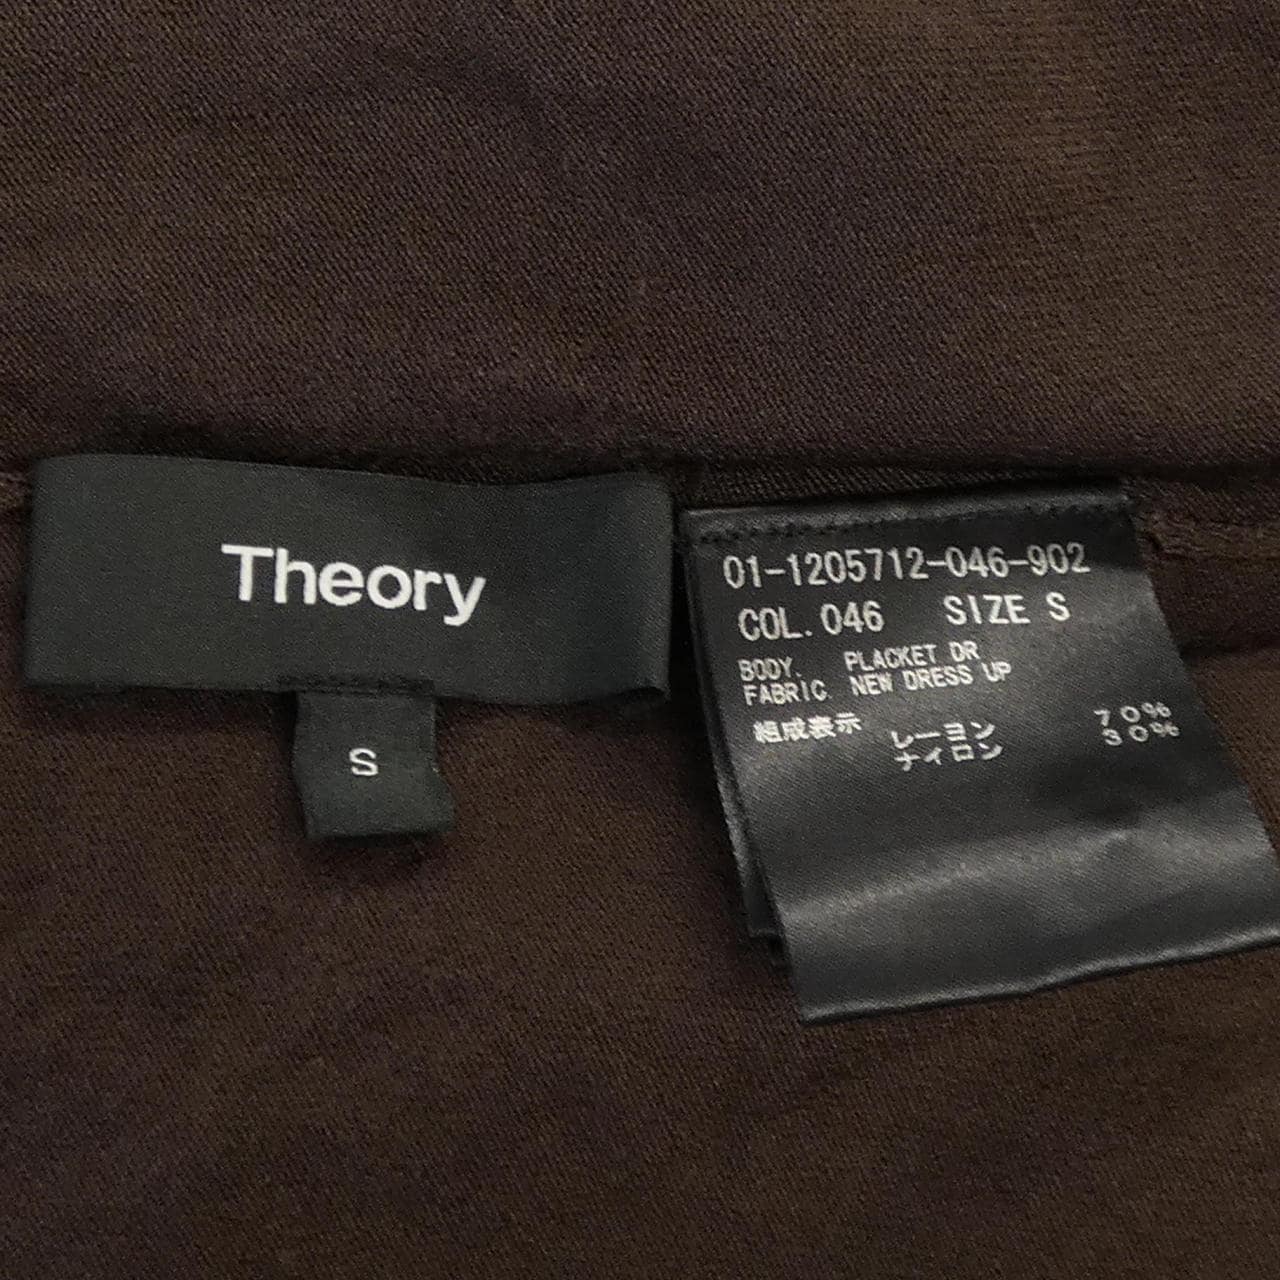 Theory
S
01-1205712-046-902
COL. 046 SIZE S
BODY. PLACKET DR
FABRIC. NEW DRESS UP
組成表示 レーヨン 70%
ナイロン 30%